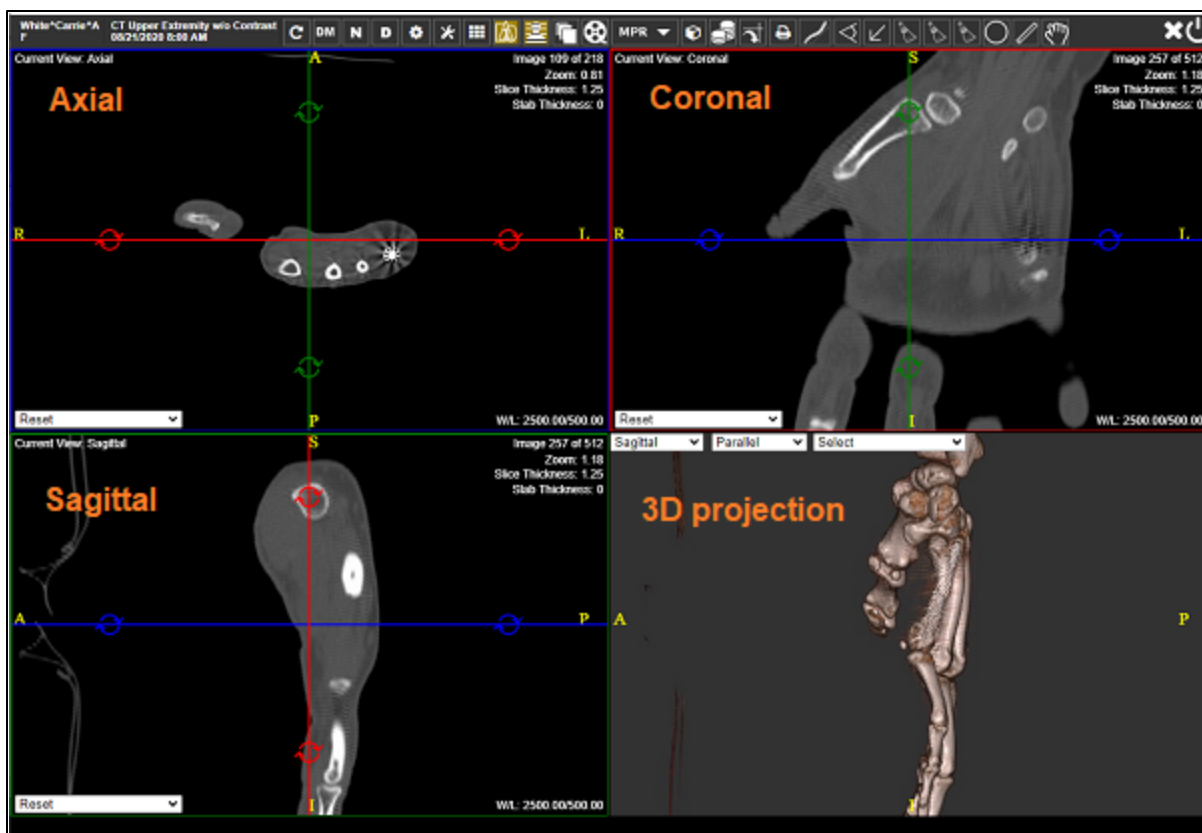 White^Carrie^A
F
CT Upper Extremity w/o Contrast
08/21/2020 8:00 AM
C DM N D
MPR
Current View: Axial
A
Image 109 of 218
Zoom: 0.81
Slice Thickness: 1.25
Slab Thickness: 0
Axial
R
L
Reset
P
W/L: 2500.00/500.00
Current View: Coronal
S
Image 257 of 512
Zoom: 1.18
Slice Thickness: 1.25
Slab Thickness: 0
Coronal
R
L
Reset
I
W/L: 2500.00/500.00
Current View: Sagittal
S
Image 257 of 512
Zoom: 1.18
Slice Thickness: 1.25
Slab Thickness: 0
Sagittal
A
P
Reset
I
W/L: 2500.00/500.00
Sagittal Parallel Select
3D projection
A
P
I